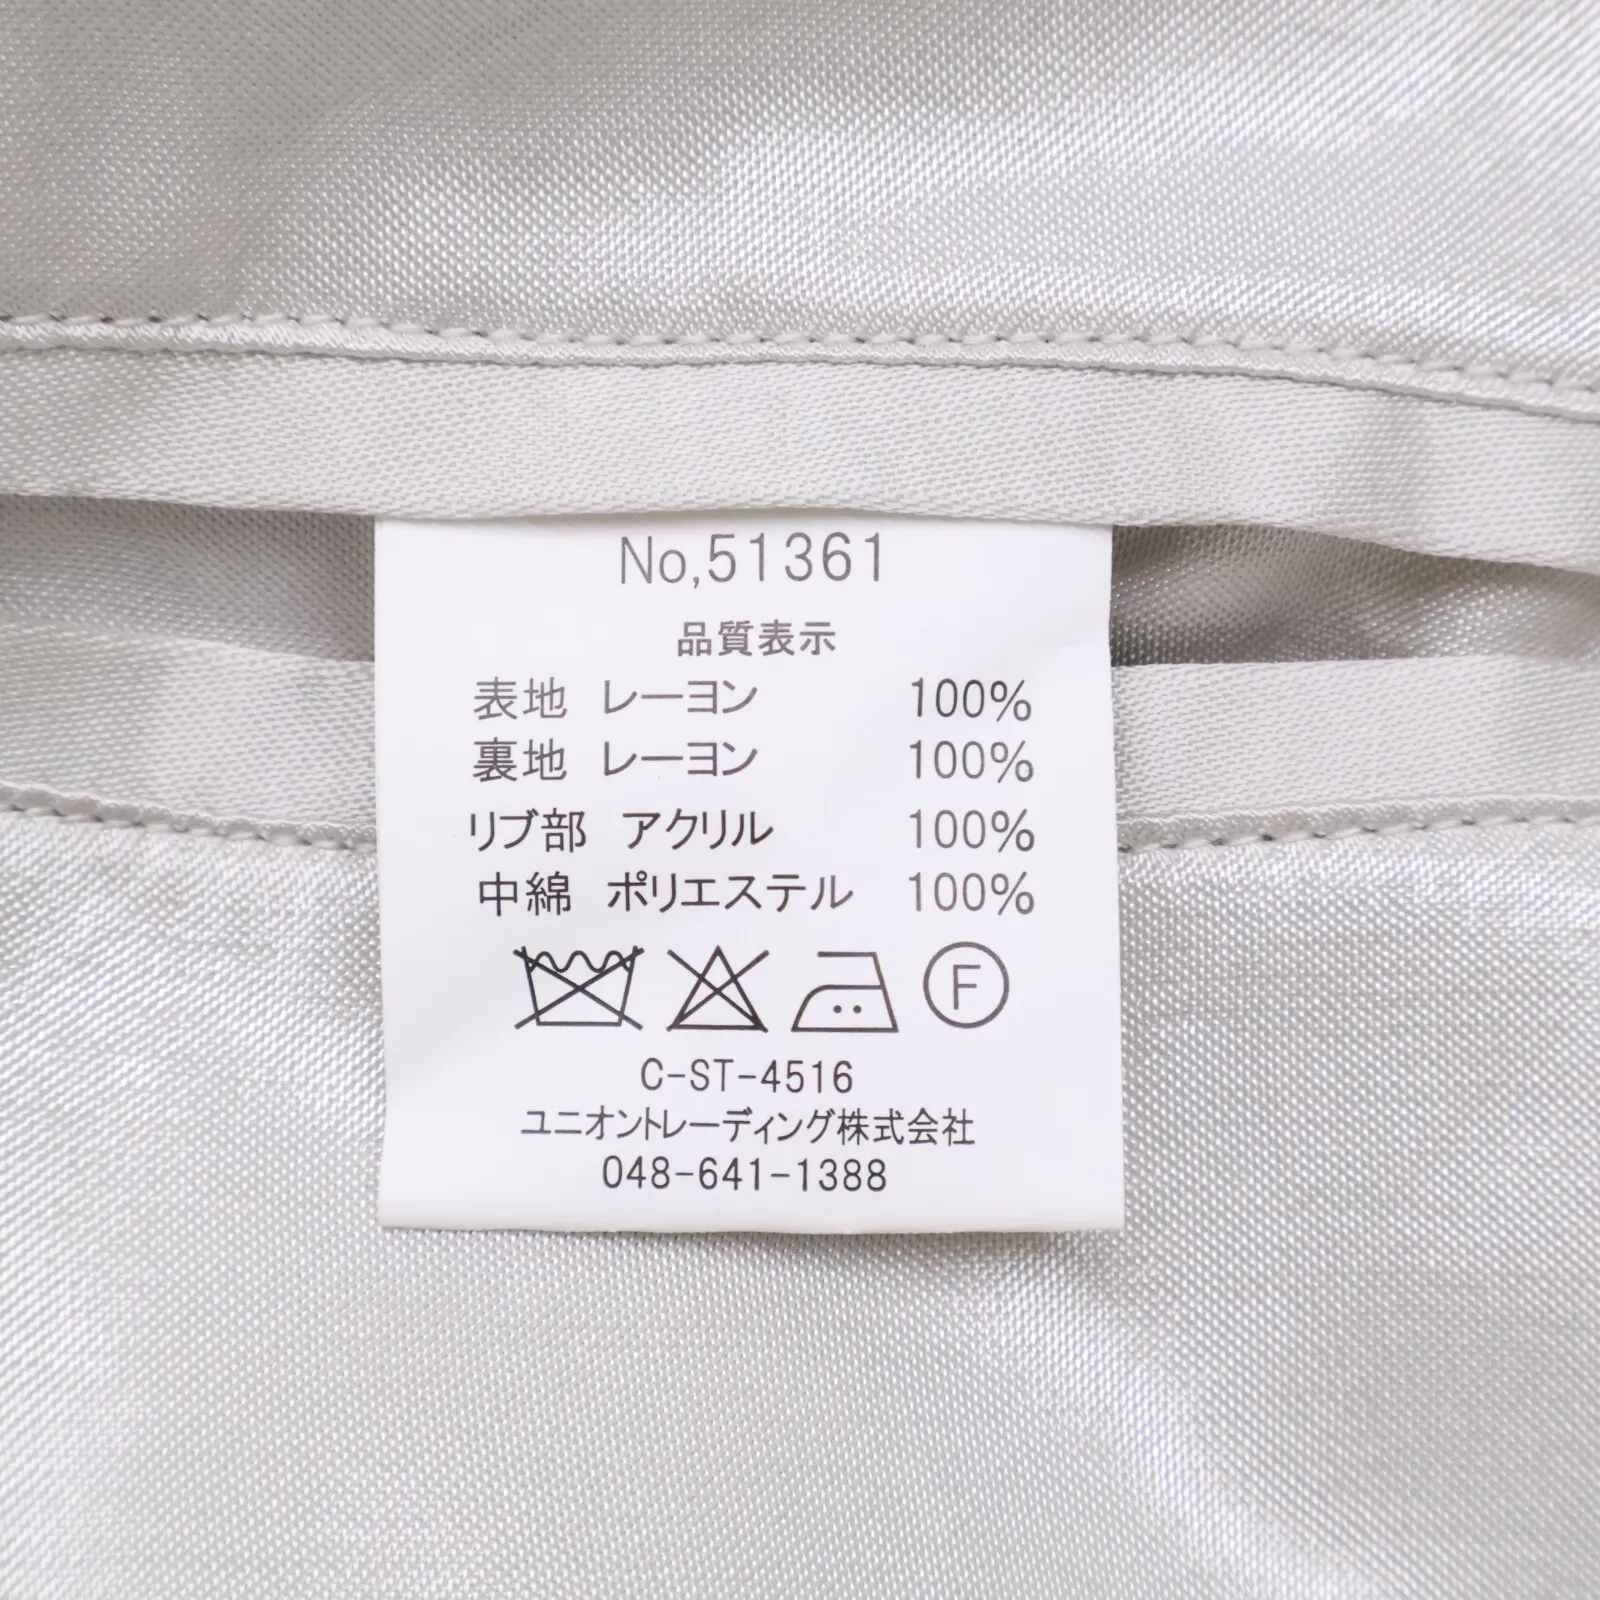 No,51361
品質表示
表地 レーヨン 100%
裏地 レーヨン 100%
リブ部 アクリル 100%
中綿 ポリエステル 100%
F
C-ST-4516
ユニオントレーディング株式会社
048-641-1388